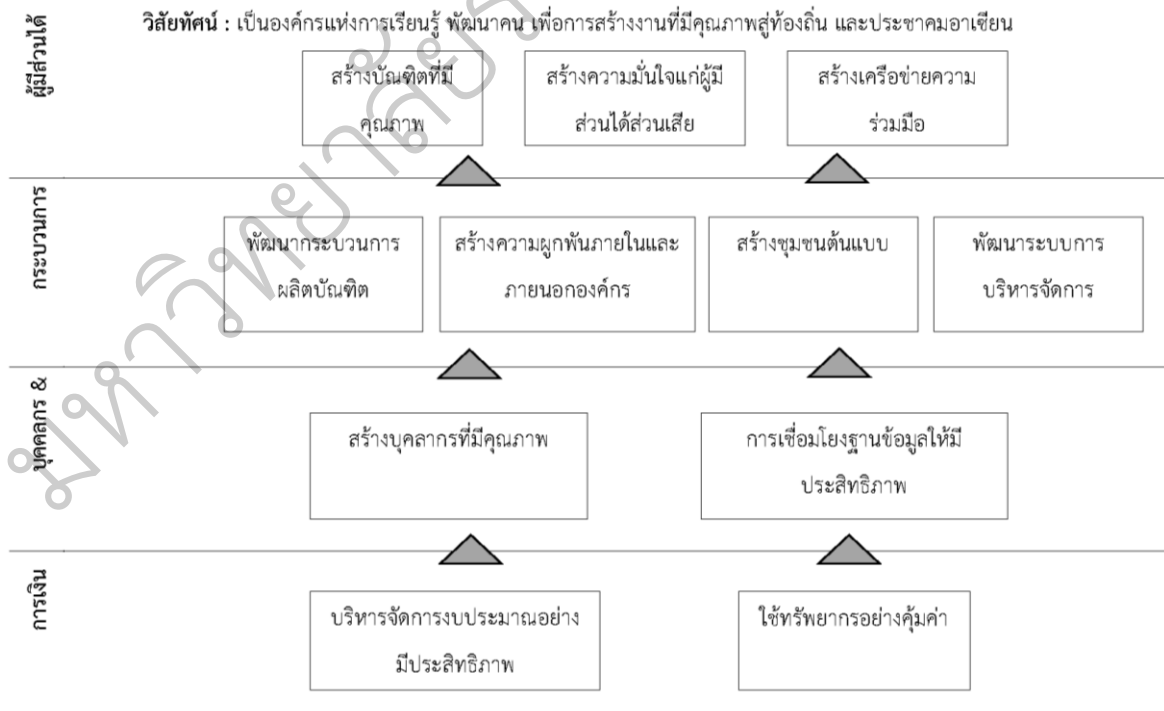 วิสัยทัศน์ : เป็นองค์กรแห่งการเรียนรู้ พัฒนาคน เพื่อการสร้างงานที่มีคุณภาพสู่ท้องถิ่น และประชาคมอาเซียน
ผู้มีส่วนได้
สร้างบัณฑิตที่มี
คุณภาพ
สร้างความมั่นใจแก่ผู้มี
ส่วนได้ส่วนเสีย
สร้างเครือข่ายความ
ร่วมมือ
กระบวนการ
พัฒนากระบวนการ
ผลิตบัณฑิต
สร้างความผูกพันภายในและ
ภายนอกองค์กร
สร้างชุมชนต้นแบบ
พัฒนาระบบการ
บริหารจัดการ
บุคคลกร &
สร้างบุคลากรที่มีคุณภาพ
การเชื่อมโยงฐานข้อมูลให้มี
ประสิทธิภาพ
การเงิน
บริหารจัดการงบประมาณอย่าง
มีประสิทธิภาพ
ใช้ทรัพยากรอย่างคุ้มค่า
มหาวิทยาลัย